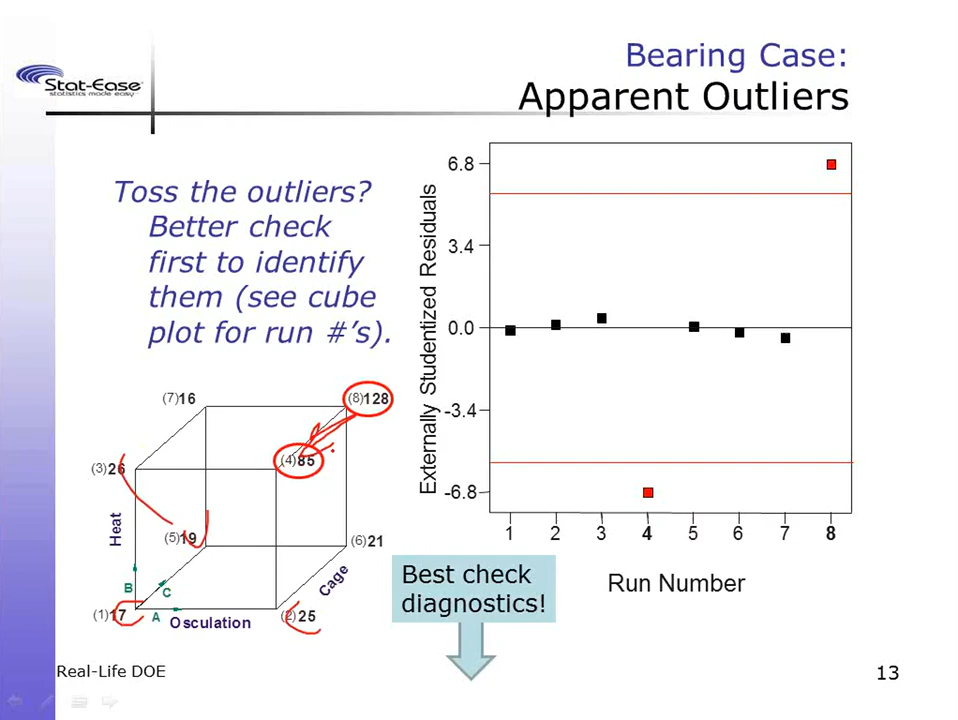 Bearing Case:
Apparent Outliers
Stat-Ease®
statistics made easy™
Toss the outliers?
Better check
first to identify
them (see cube
plot for run #'s).
Externally Studentized Residuals
6.8
3.4
0.0
-3.4
-6.8
1 2 3 4 5 6 7 8
Run Number
(7)16
(8)128
(3)26
(4)85
(5)19
(6)21
(1)17
(2)25
Heat
B
C
A
Osculation
Cage
Best check
diagnostics!
Real-Life DOE
13